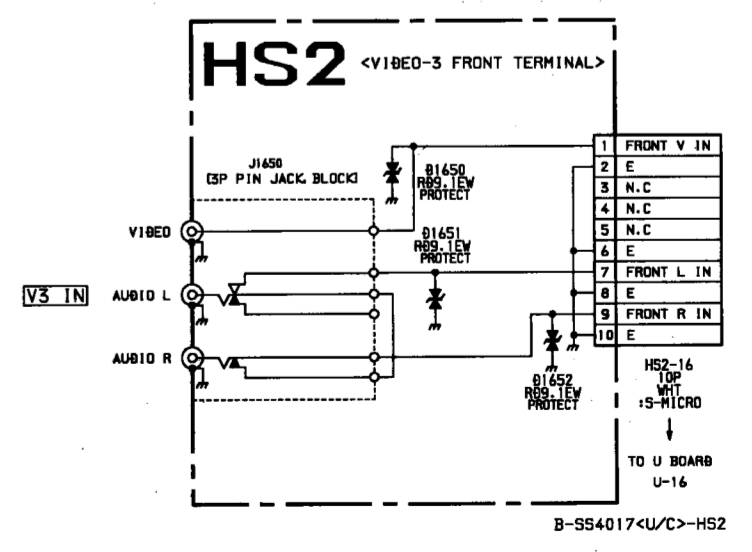 HS2 <VIDEO-3 FRONT TERMINAL>
J1650
(3P PIN JACK BLOCK)
D1650
RD9.1EW
PROTECT
D1651
RD9.1EW
PROTECT
D1652
RD9.1EW
PROTECT
VIDEO
V3 IN
AUDIO L
AUDIO R
1 FRONT V IN
2 E
3 N.C
4 N.C
5 N.C
6 E
7 FRONT L IN
8 E
9 FRONT R IN
10 E
HS2-16
10P
WHT
:S-MICRO
TO U BOARD
U-16
B-SS4017<U/C>-HS2